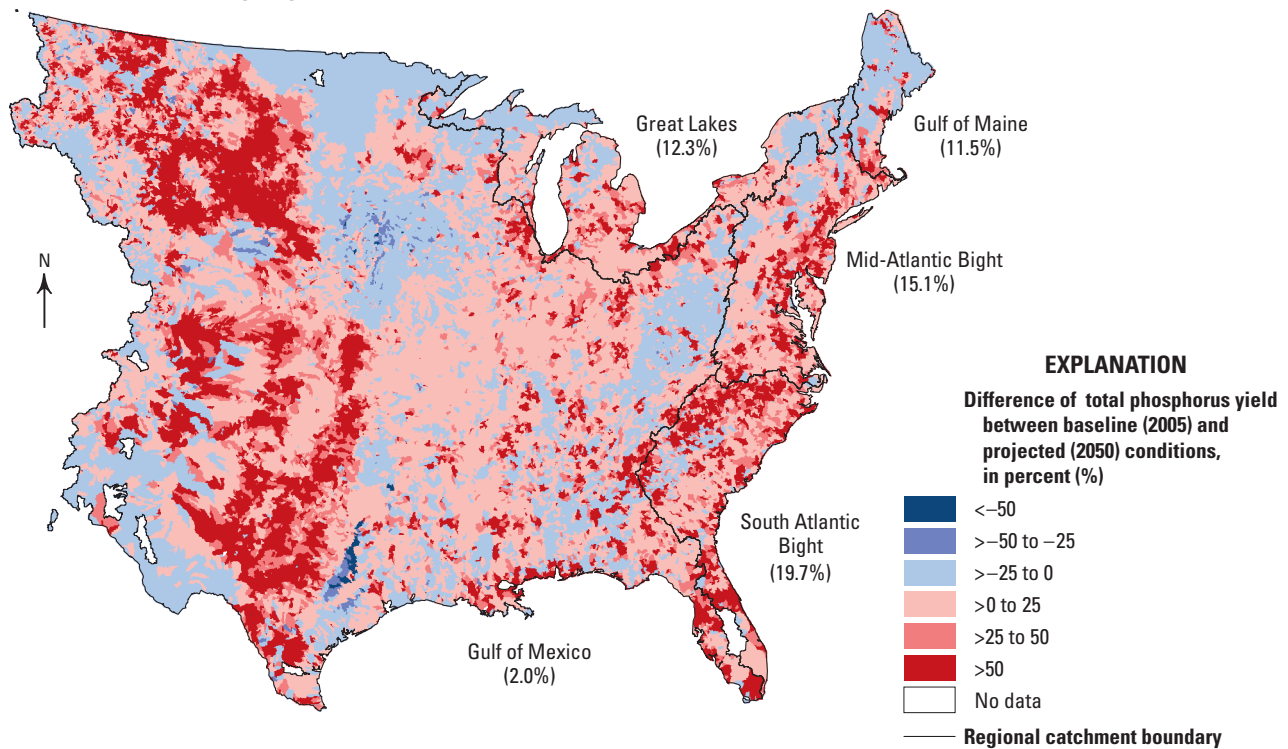 Great Lakes
(12.3%)
Gulf of Maine
(11.5%)
N
Mid-Atlantic Bight
(15.1%)
South Atlantic
Bight
(19.7%)
Gulf of Mexico
(2.0%)
EXPLANATION
Difference of total phosphorus yield
between baseline (2005) and
projected (2050) conditions,
in percent (%)
<–50
>–50 to –25
>–25 to 0
>0 to 25
>25 to 50
>50
No data
Regional catchment boundary